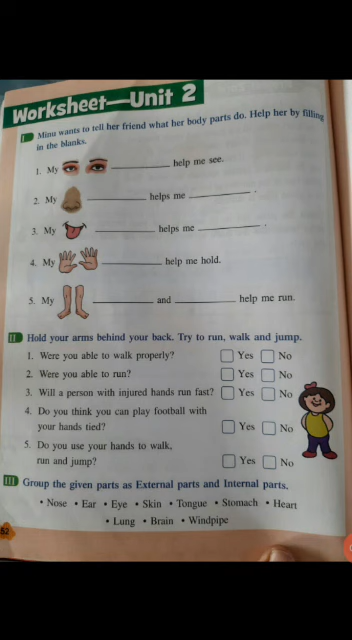 Worksheet—Unit 2
I Minu wants to tell her friend what her body parts do. Help her by filling
in the blanks.
1. My ____________ help me see.
2. My ____________ helps ____________ .
3. My ____________ helps ____________ .
4. My ____________ help me hold.
5. My ____________ and ____________ help me run.
II Hold your arms behind your back. Try to run, walk and jump.
1. Were you able to walk properly? Yes No
2. Were you able to run? Yes No
3. Will a person with injured hands run fast? Yes No
4. Do you think you can play football with
your hands tied? Yes No
5. Do you use your hands to walk,
run and jump? Yes No
III Group the given parts as External parts and Internal parts.
• Nose • Ear • Eye • Skin • Tongue • Stomach • Heart
• Lung • Brain • Windpipe
82